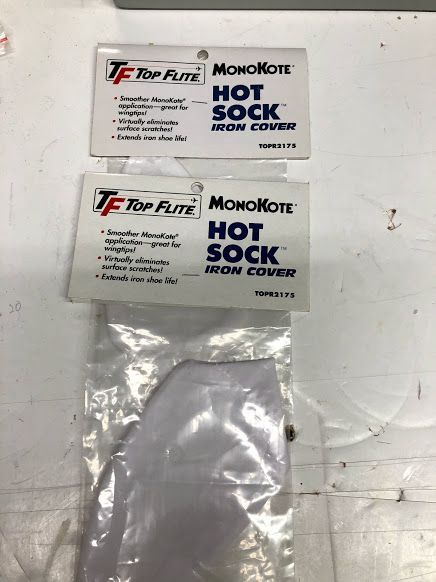 TF TOP FLITE® MONOKOTE®
• Smoother MonoKote®
application—great for
wingtips!
• Virtually eliminates
surface scratches!
• Extends iron shoe life!
HOT
SOCK™
IRON COVER
TOPR2175
TF TOP FLITE® MONOKOTE®
• Smoother MonoKote®
application—great for
wingtips!
• Virtually eliminates
surface scratches!
• Extends iron shoe life!
HOT
SOCK™
IRON COVER
TOPR2175
20